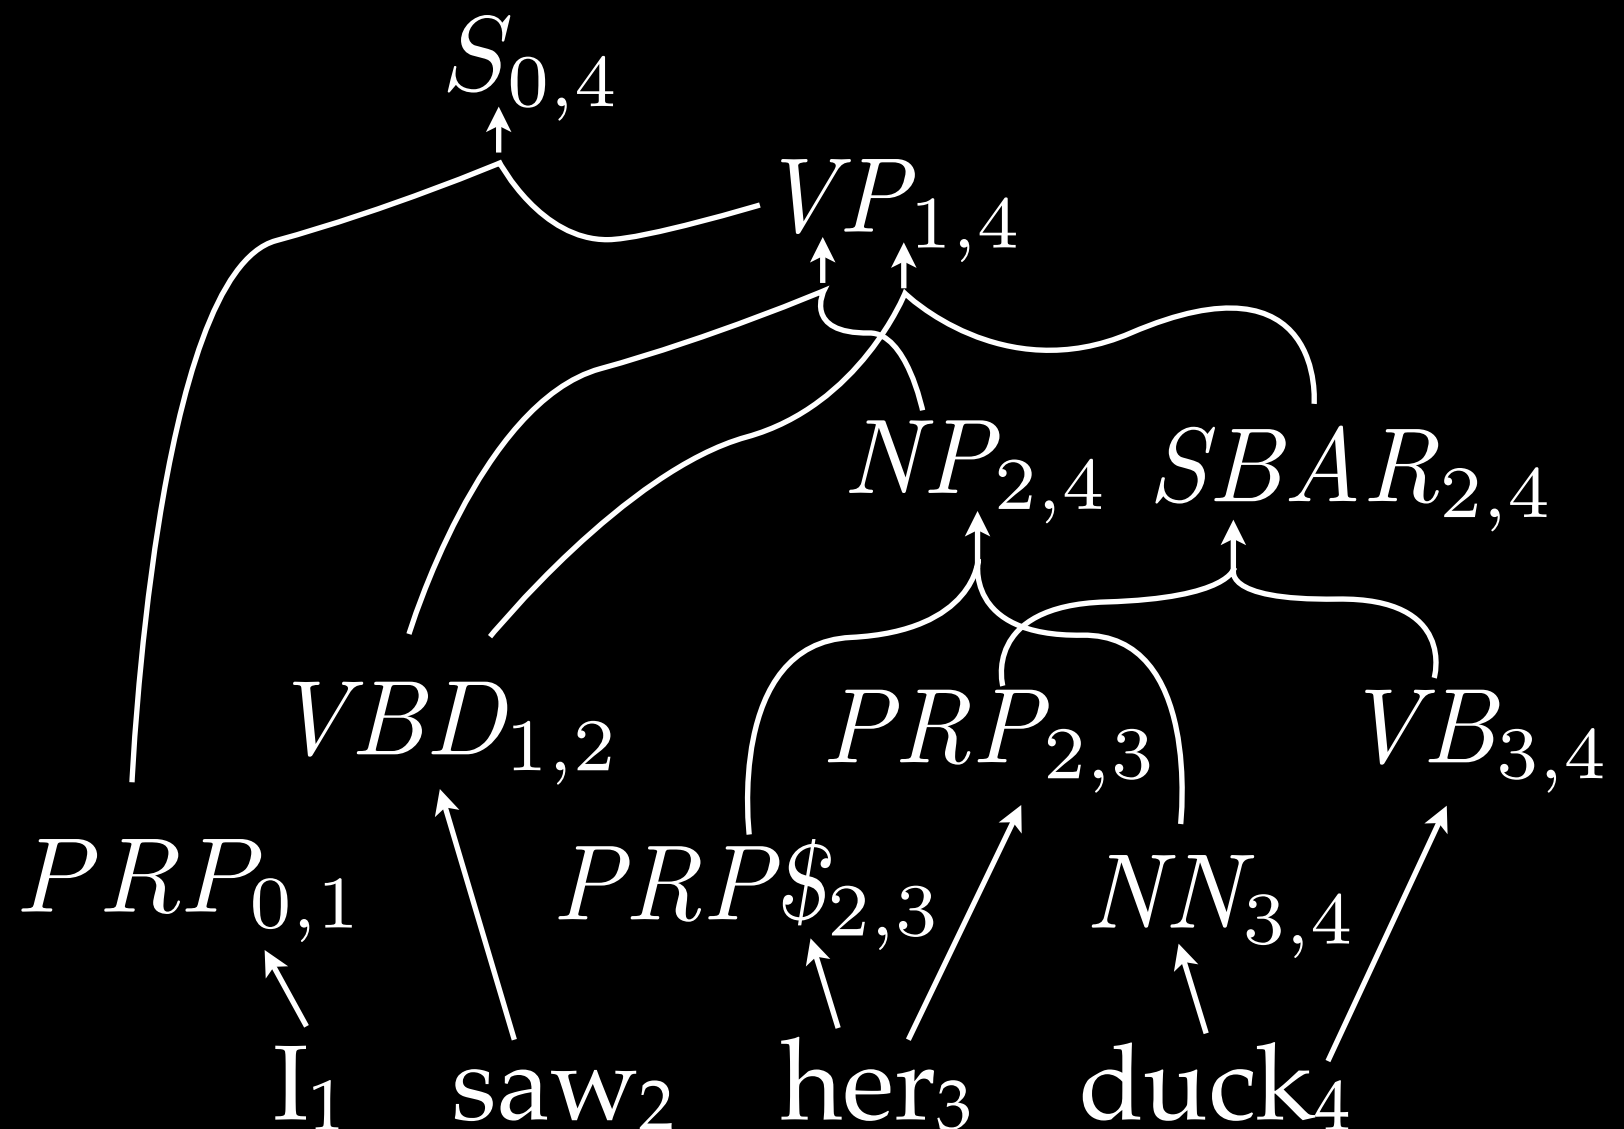 S0,4
VP1,4
NP2,4 SBAR2,4
VBD1,2 PRP2,3 VB3,4
PRP0,1 PRP$2,3 NN3,4
I1 saw2 her3 duck4